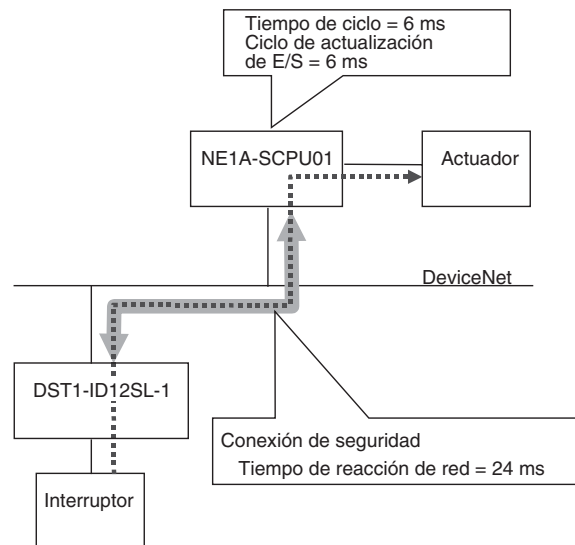 Tiempo de ciclo = 6 ms
Ciclo de actualización
de E/S = 6 ms
NE1A-SCPU01
Actuador
DeviceNet
DST1-ID12SL-1
Conexión de seguridad
Tiempo de reacción de red = 24 ms
Interruptor